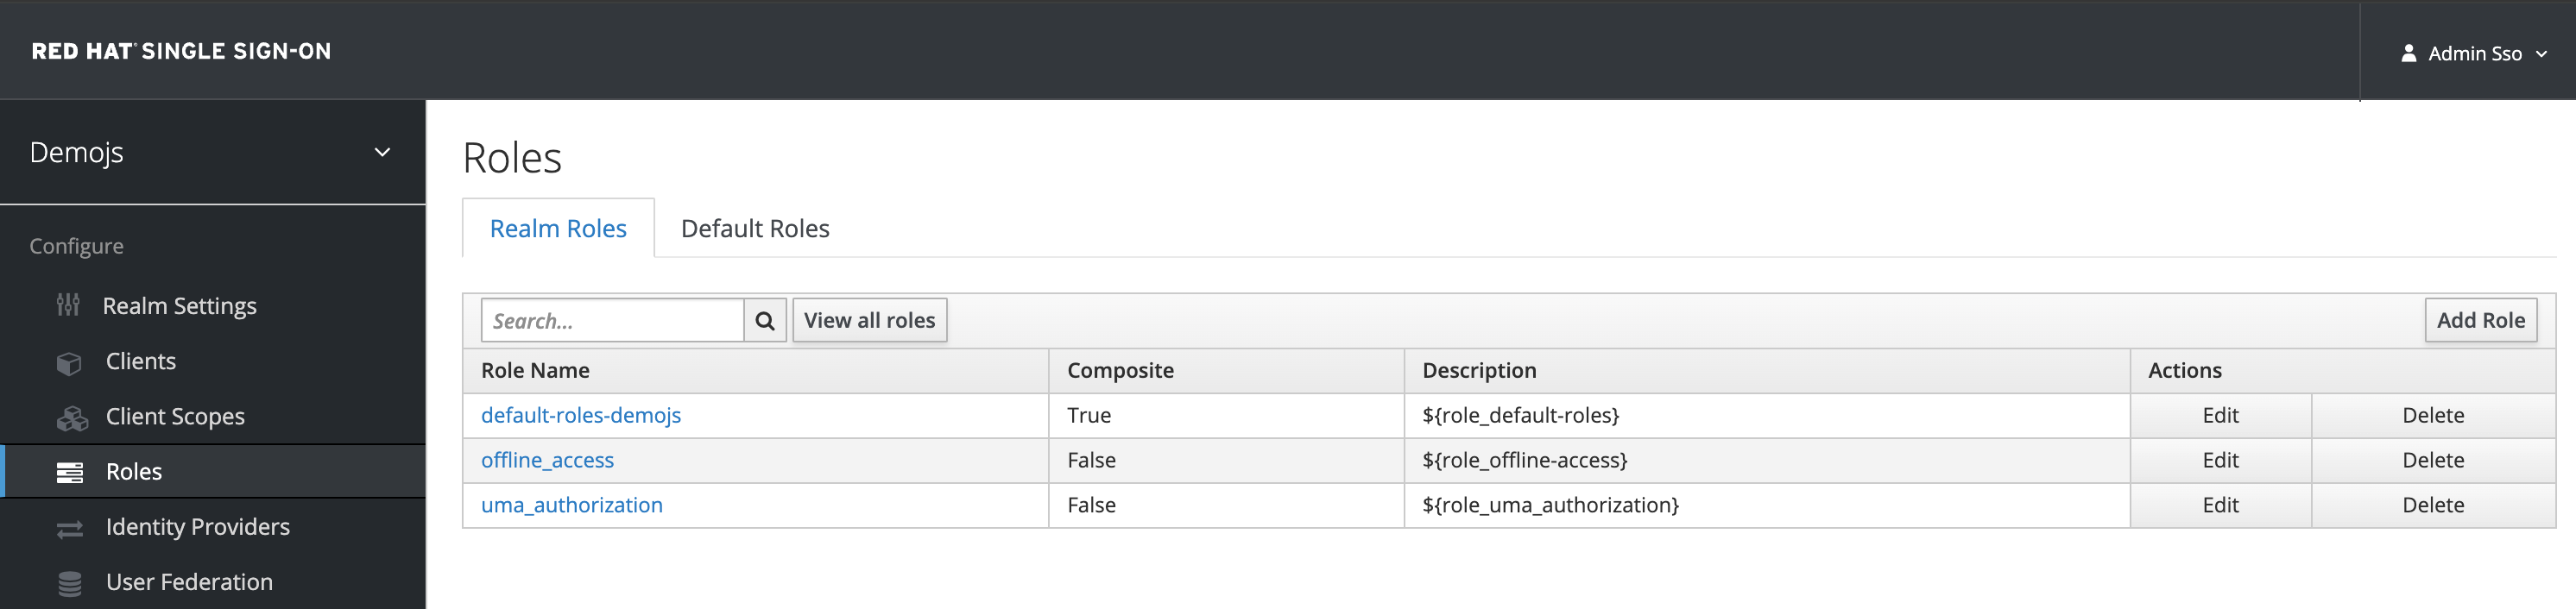 RED HAT® SINGLE SIGN-ON
Admin Sso
Demojs
Configure
Realm Settings
Clients
Client Scopes
Roles
Identity Providers
User Federation
Roles
Realm Roles Default Roles
Search... View all roles Add Role
Role Name Composite Description Actions
default-roles-demojs True ${role_default-roles} Edit Delete
offline_access False ${role_offline-access} Edit Delete
uma_authorization False ${role_uma_authorization} Edit Delete